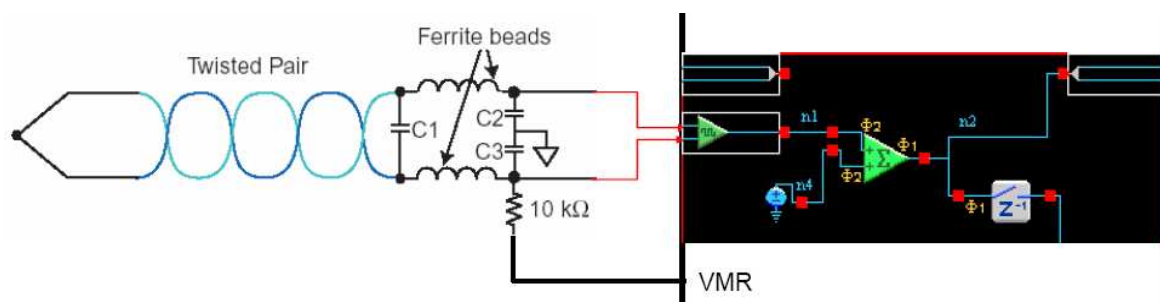 Ferrite beads
Twisted Pair
C1
C2
C3
10 kΩ
VMR
n1
Φ2
+
+
Φ2
Σ
Φ1
n2
n4
Φ1
Z⁻¹